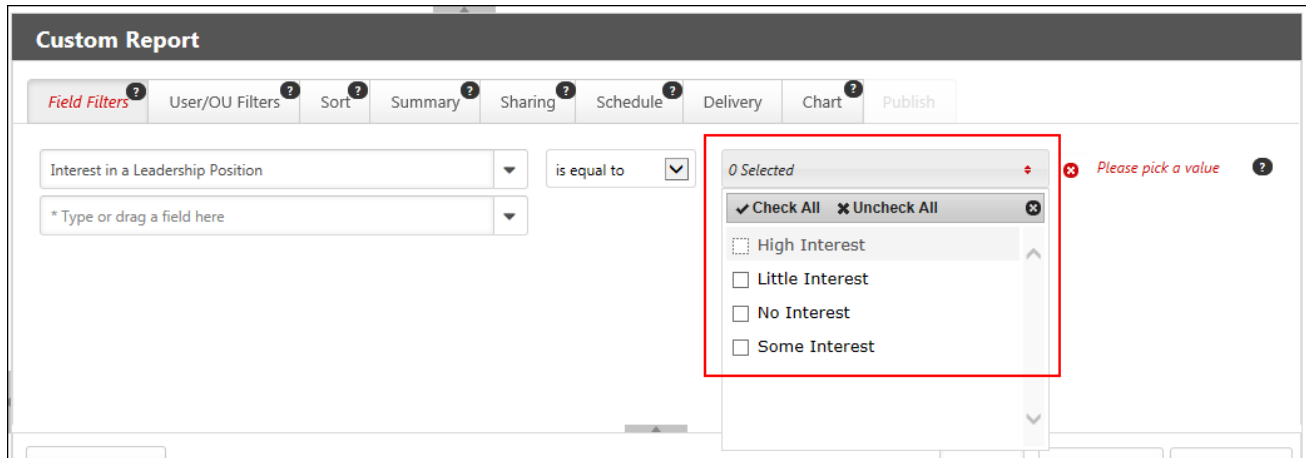 Custom Report
Field Filters ? User/OU Filters ? Sort ? Summary ? Sharing ? Schedule ? Delivery Chart ? Publish
Interest in a Leadership Position is equal to 0 Selected Please pick a value ?
* Type or drag a field here
Check All Uncheck All
High Interest
Little Interest
No Interest
Some Interest